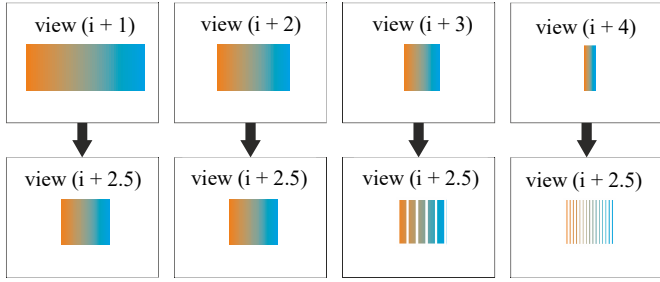 view (i + 1)
view (i + 2)
view (i + 3)
view (i + 4)
view (i + 2.5)
view (i + 2.5)
view (i + 2.5)
view (i + 2.5)